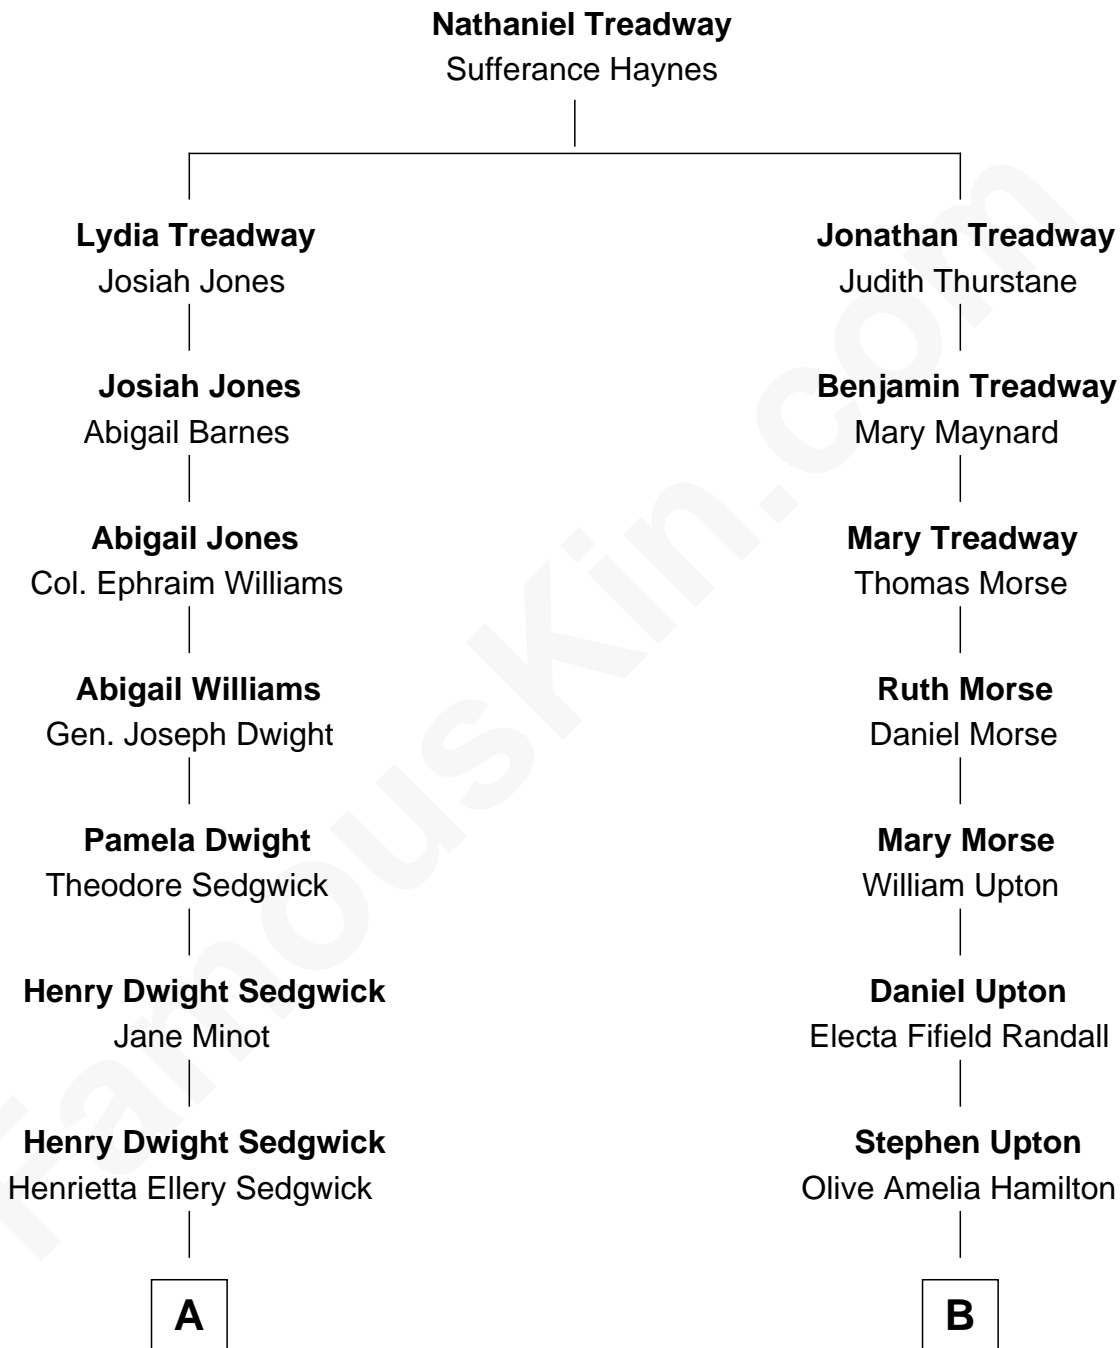 Nathaniel Treadway
Sufferance Haynes
Lydia Treadway
Josiah Jones
Josiah Jones
Abigail Barnes
Abigail Jones
Col. Ephraim Williams
Abigail Williams
Gen. Joseph Dwight
Pamela Dwight
Theodore Sedgwick
Henry Dwight Sedgwick
Jane Minot
Henry Dwight Sedgwick
Henrietta Ellery Sedgwick
A
Jonathan Treadway
Judith Thurstane
Benjamin Treadway
Mary Maynard
Mary Treadway
Thomas Morse
Ruth Morse
Daniel Morse
Mary Morse
William Upton
Daniel Upton
Electa Fifield Randall
Stephen Upton
Olive Amelia Hamilton
B
FamousKin.com